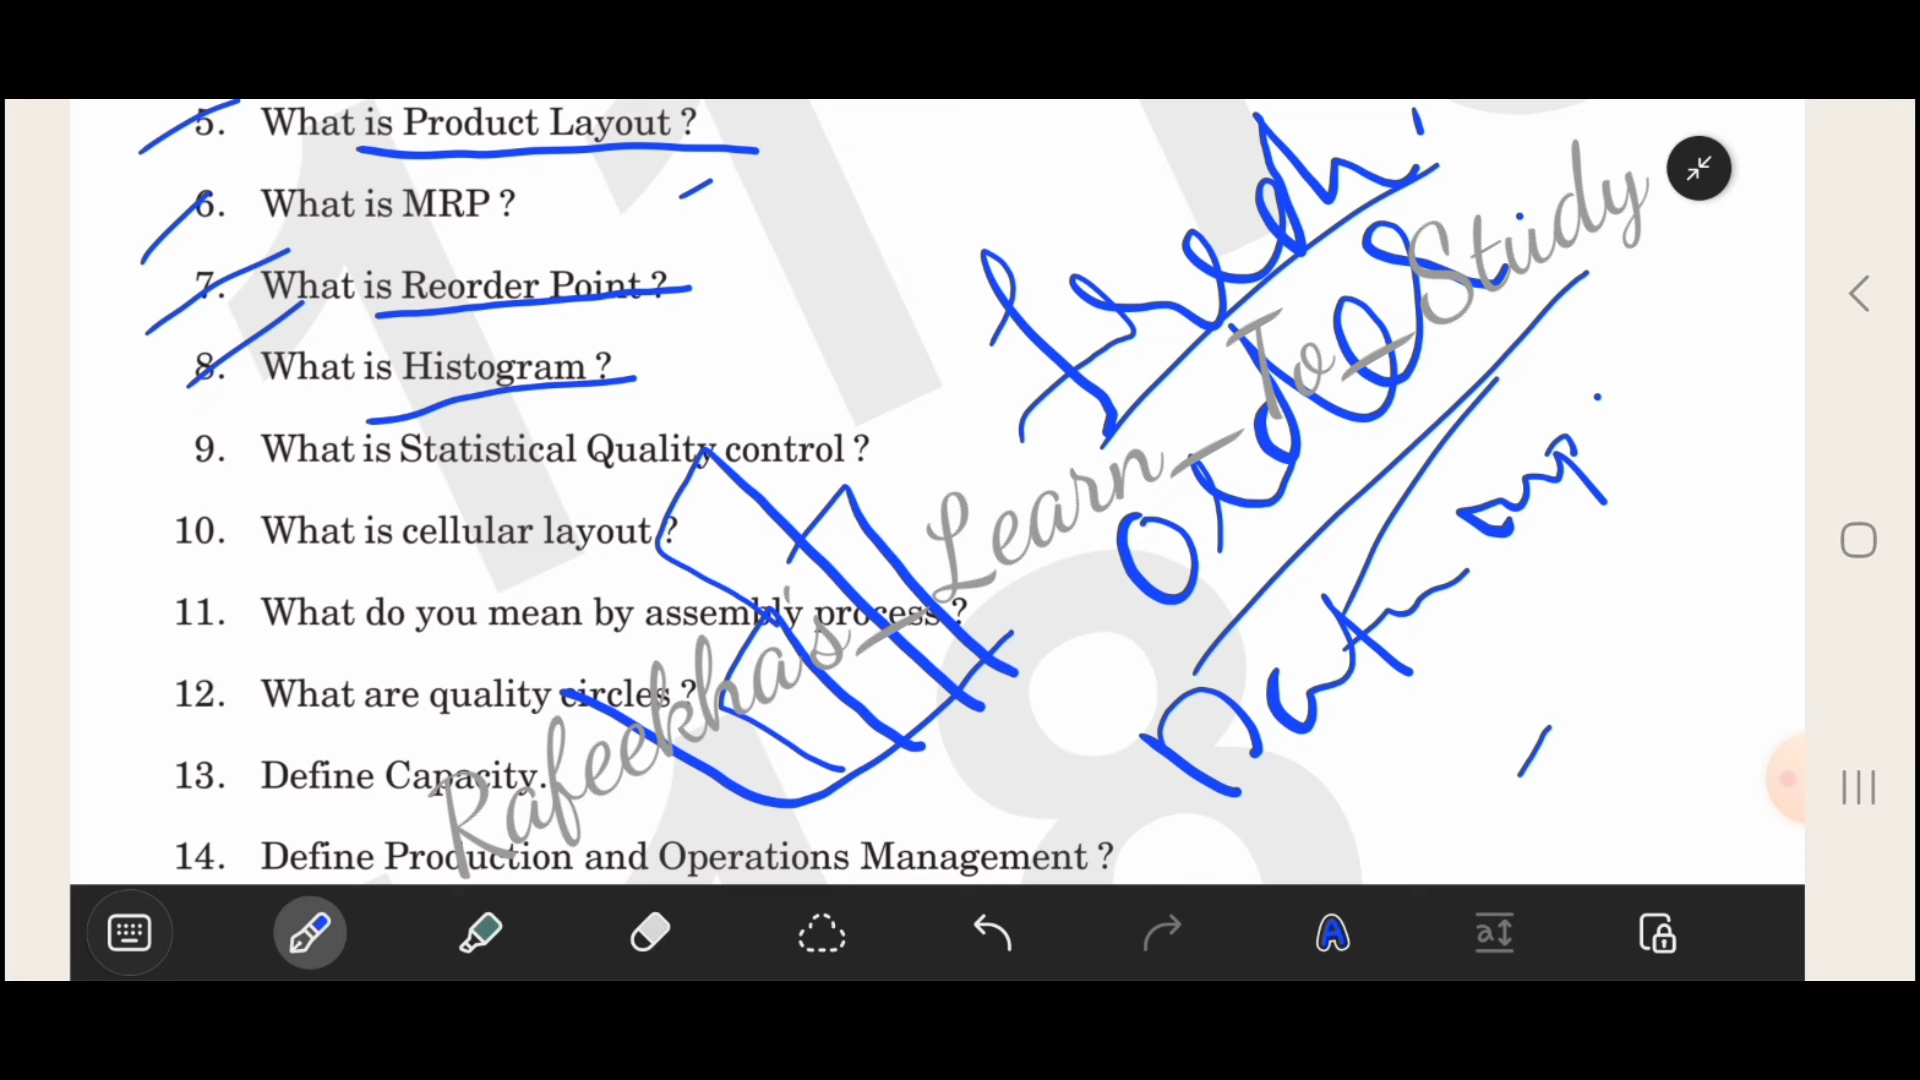 5. What is Product Layout ?
6. What is MRP ?
7. What is Reorder Point ?
8. What is Histogram ?
9. What is Statistical Quality control ?
10. What is cellular layout ?
11. What do you mean by assembly process ?
12. What are quality circles ?
13. Define Capacity.
14. Define Production and Operations Management ?
Rafeekha's_Learn_To_Study